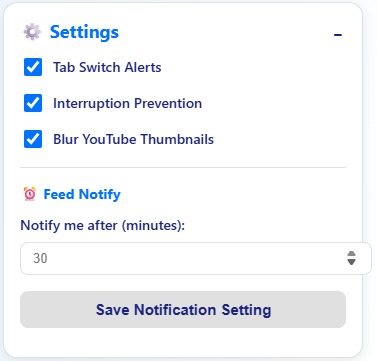 ⚙️ Settings –
Tab Switch Alerts
Interruption Prevention
Blur YouTube Thumbnails
⏰ Feed Notify
Notify me after (minutes):
30
Save Notification Setting